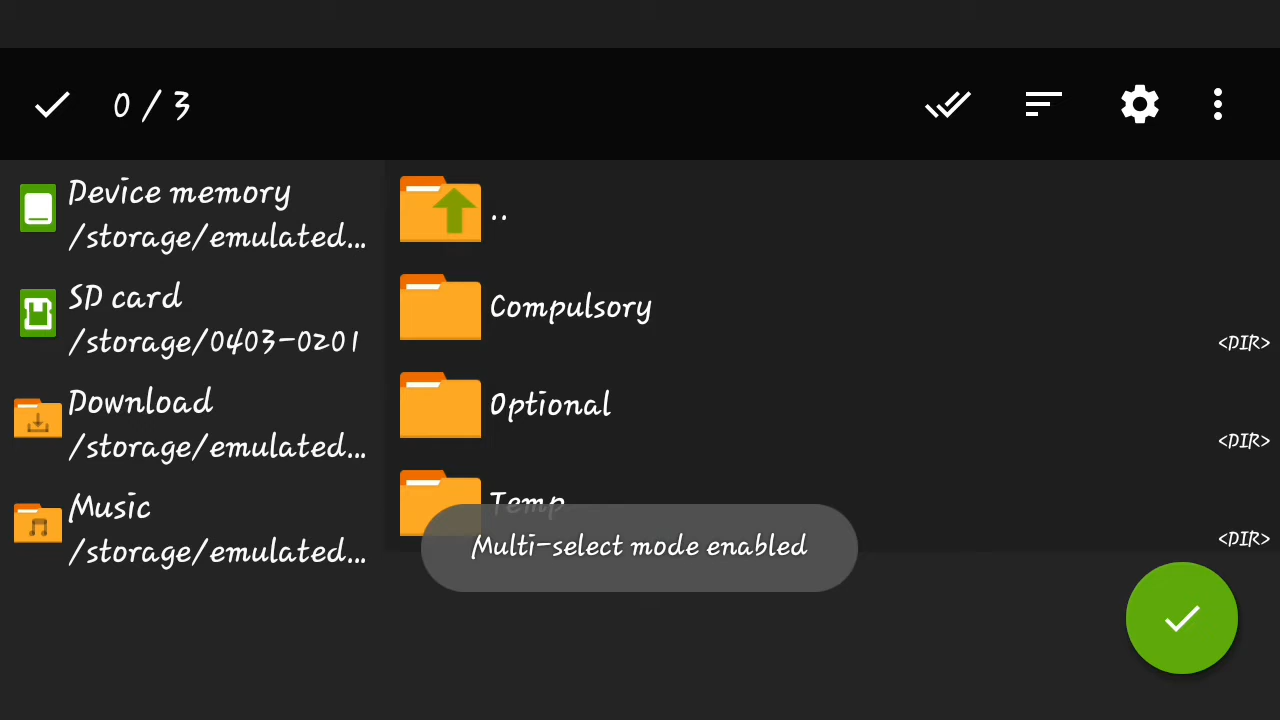 0 / 3
Device memory
/storage/emulated...
SD card
/storage/0403-0201
Download
/storage/emulated...
Music
/storage/emulated...
..
Compulsory
<DIR>
Optional
<DIR>
Temp
<DIR>
Multi-select mode enabled